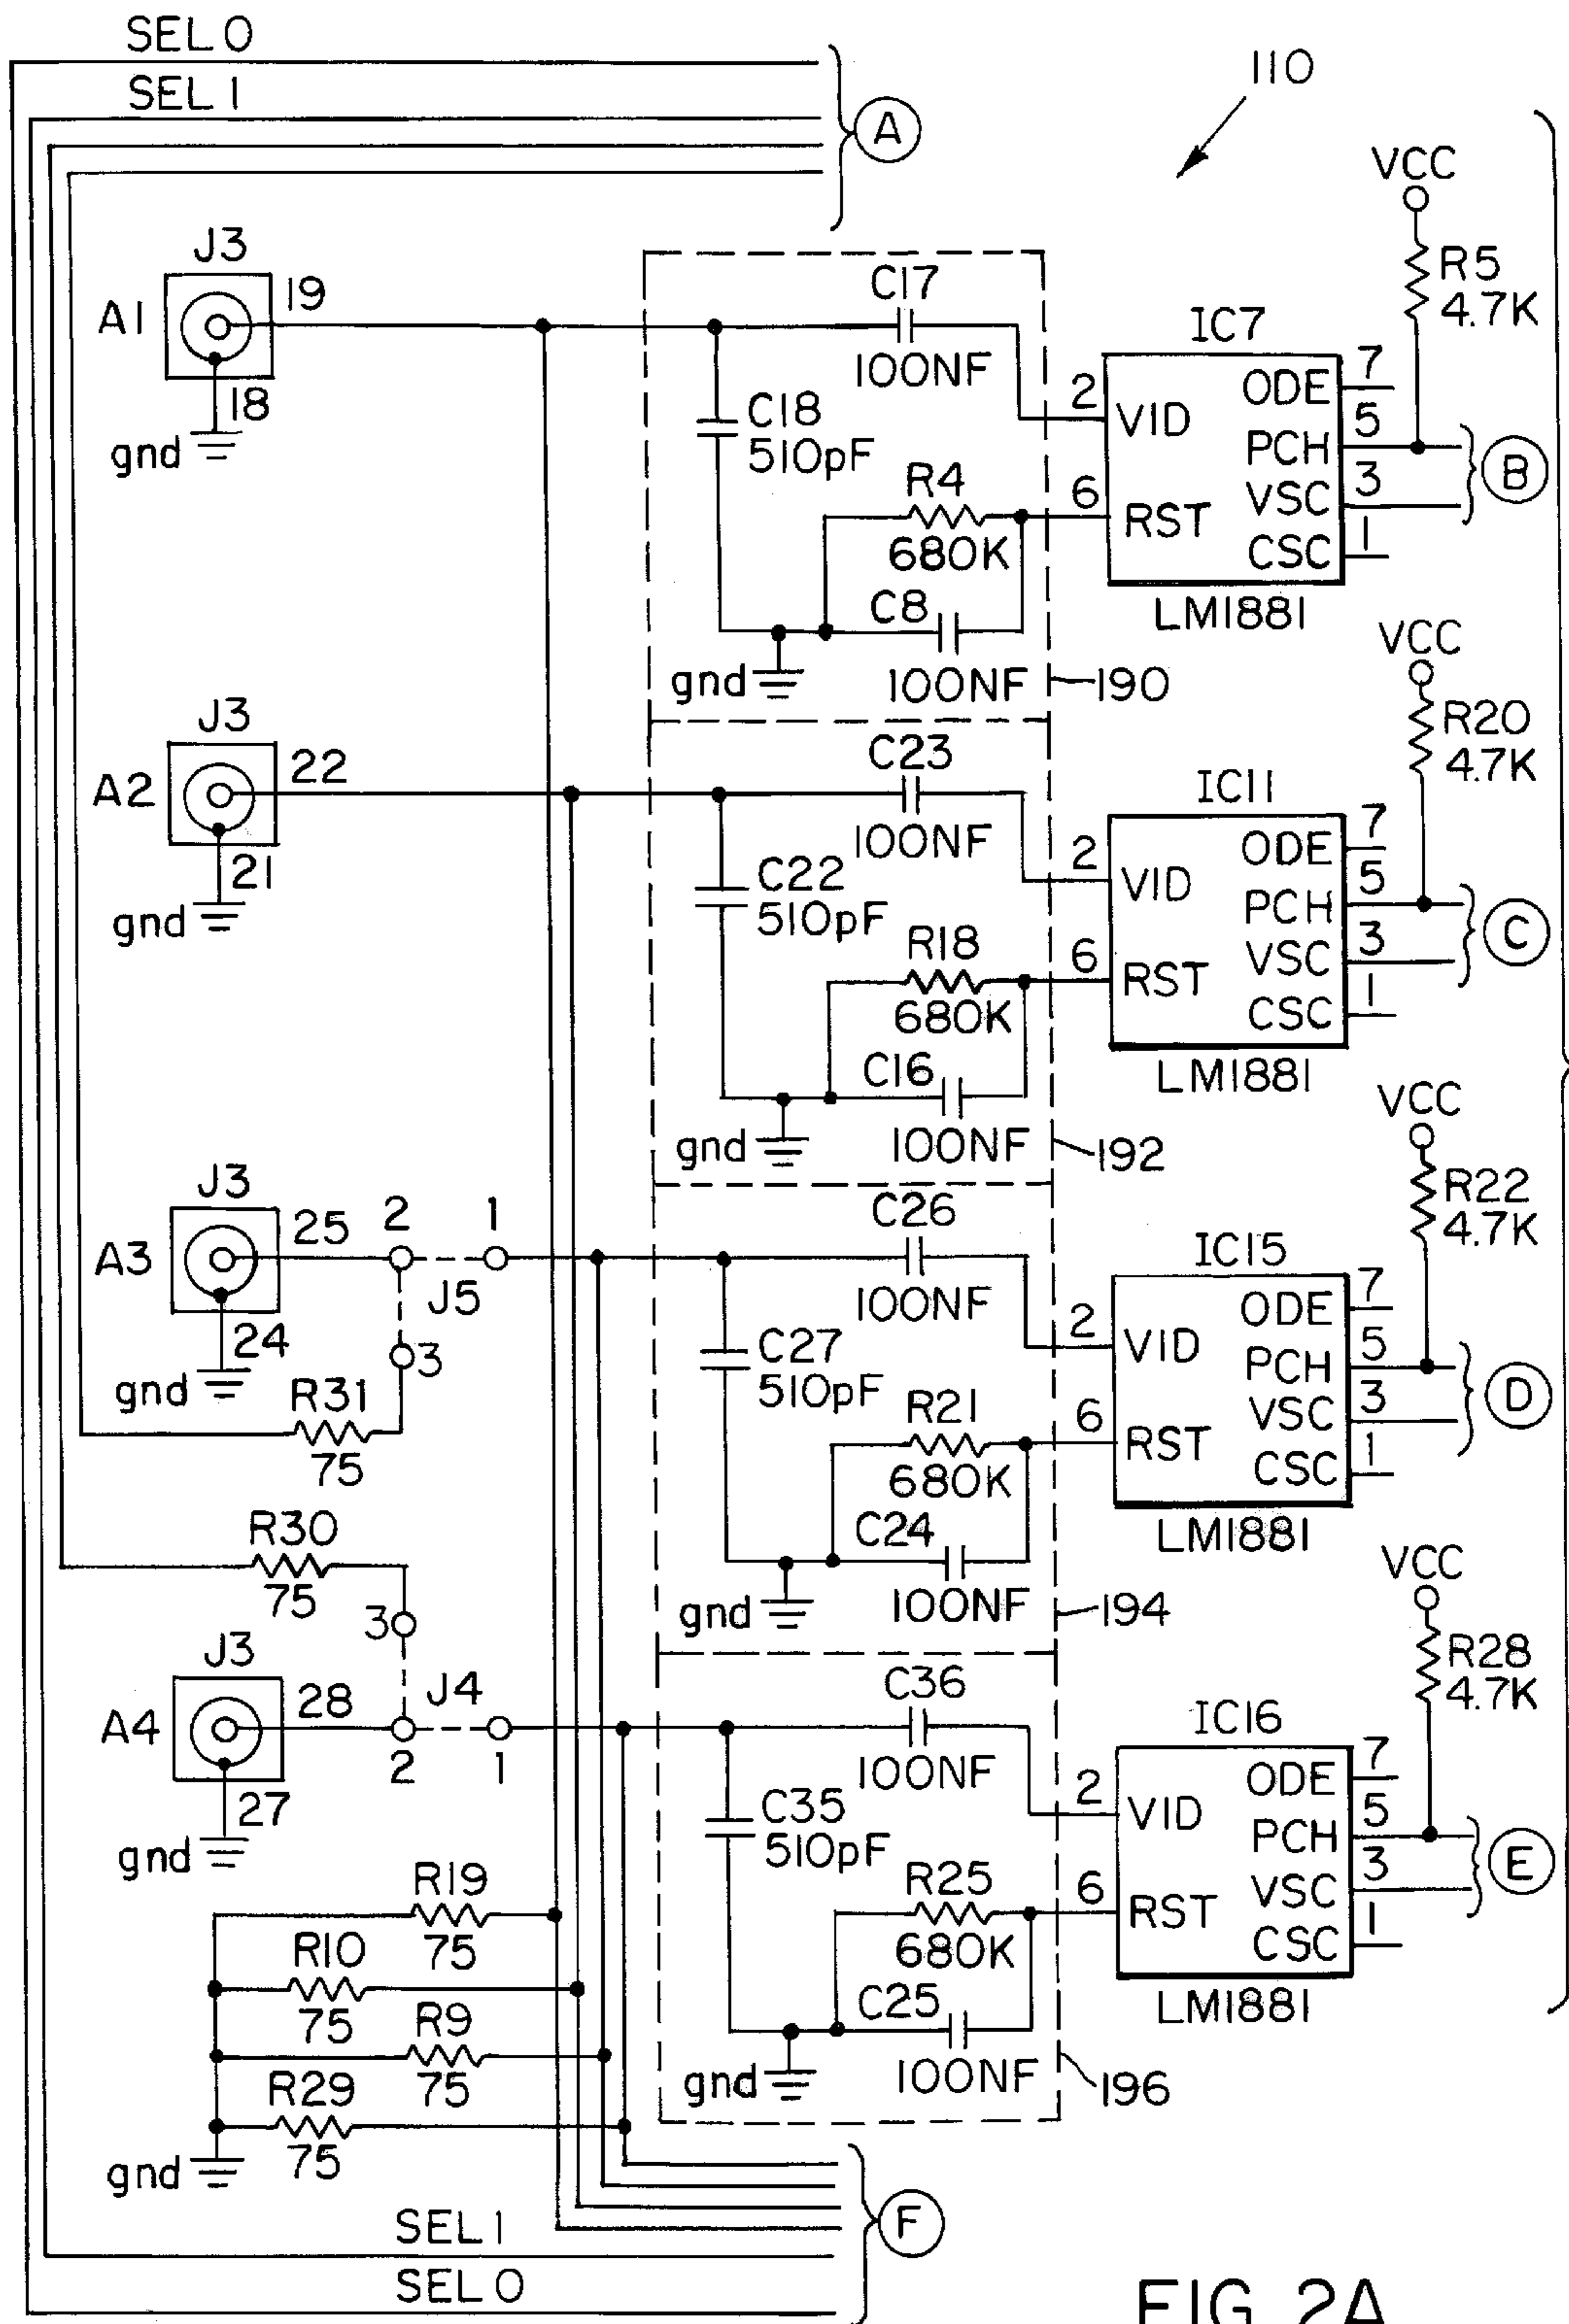 SEL 0
SEL 1
A
110
VCC
R5
4.7K
J3
A1
19
18
gnd
C17
100NF
C18
510pF
R4
680K
C8
100NF
gnd
190
IC7
2
VID
6
RST
ODE
7
PCH
5
VSC
3
CSC
1
LM1881
B
VCC
R20
4.7K
J3
A2
22
21
gnd
C23
100NF
C22
510pF
R18
680K
C16
100NF
gnd
192
IC11
2
VID
6
RST
ODE
7
PCH
5
VSC
3
CSC
1
LM1881
C
VCC
R22
4.7K
J3
A3
25
2
1
J5
3
24
gnd
R31
75
C26
100NF
C27
510pF
R21
680K
C24
100NF
gnd
194
IC15
2
VID
6
RST
ODE
7
PCH
5
VSC
3
CSC
1
LM1881
D
VCC
R28
4.7K
R30
75
3
J3
A4
28
J4
2
1
27
gnd
C36
100NF
C35
510pF
R25
680K
C25
100NF
gnd
196
IC16
2
VID
6
RST
ODE
7
PCH
5
VSC
3
CSC
1
LM1881
E
R19
75
R10
75
R9
75
R29
75
gnd
F
SEL 1
SEL 0
FIG. 2A